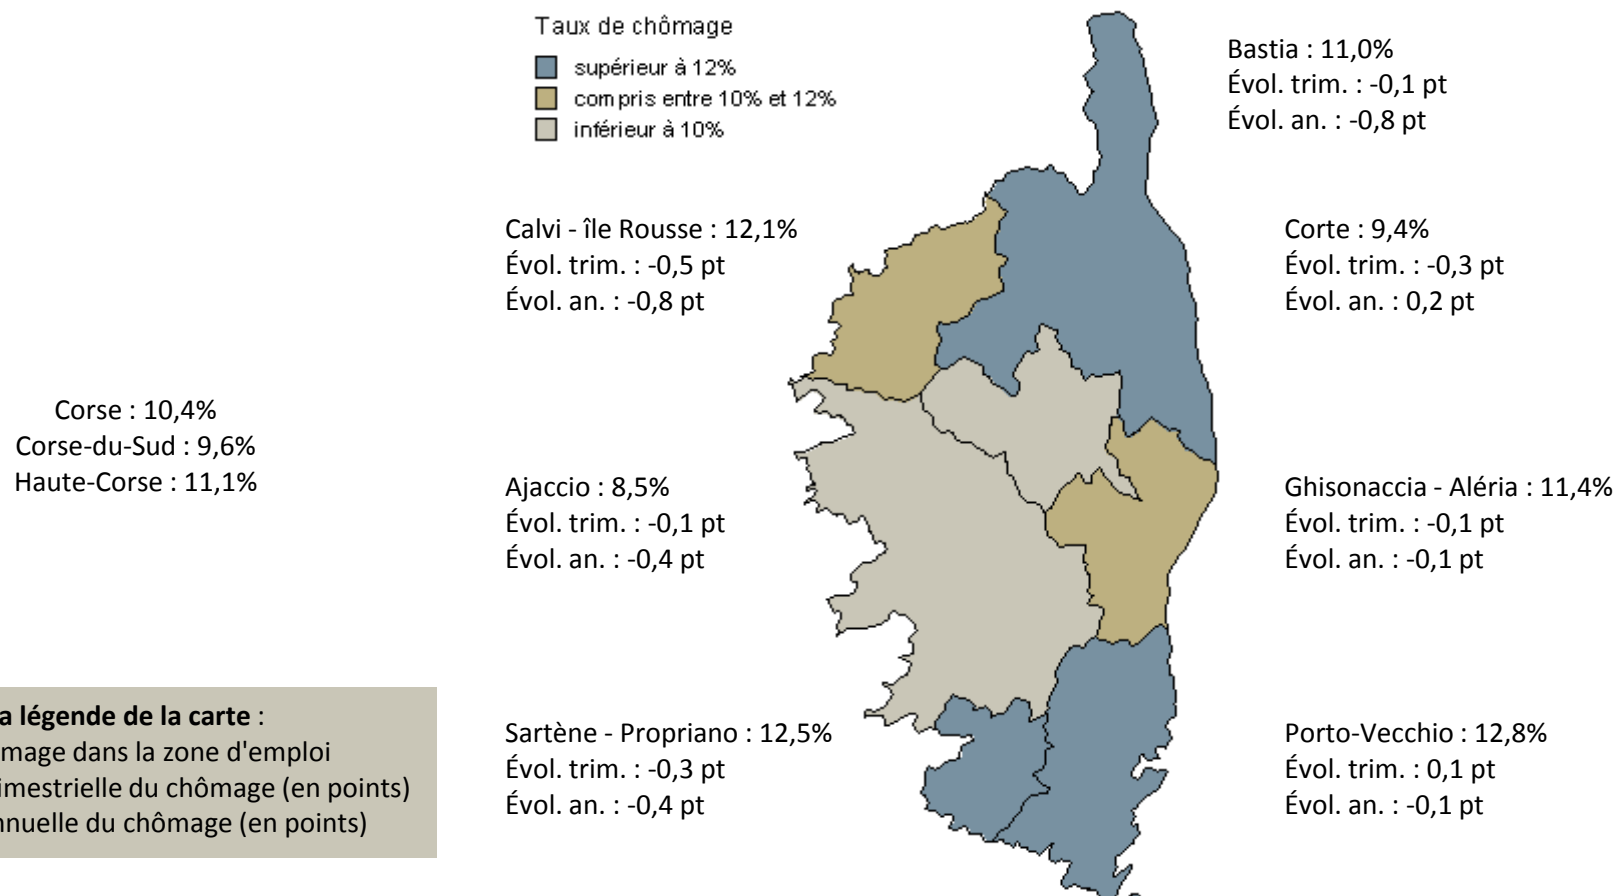 Taux de chômage
supérieur à 12%
compris entre 10% et 12%
inférieur à 10%
Bastia : 11,0%
Évol. trim. : -0,1 pt
Évol. an. : -0,8 pt
Calvi - île Rousse : 12,1%
Évol. trim. : -0,5 pt
Évol. an. : -0,8 pt
Corte : 9,4%
Évol. trim. : -0,3 pt
Évol. an. : 0,2 pt
Corse : 10,4%
Corse-du-Sud : 9,6%
Haute-Corse : 11,1%
Ajaccio : 8,5%
Évol. trim. : -0,1 pt
Évol. an. : -0,4 pt
Ghisonaccia - Aléria : 11,4%
Évol. trim. : -0,1 pt
Évol. an. : -0,1 pt
a légende de la carte :
mage dans la zone d'emploi
imestrielle du chômage (en points)
nnuelle du chômage (en points)
Sartène - Propriano : 12,5%
Évol. trim. : -0,3 pt
Évol. an. : -0,4 pt
Porto-Vecchio : 12,8%
Évol. trim. : 0,1 pt
Évol. an. : -0,1 pt